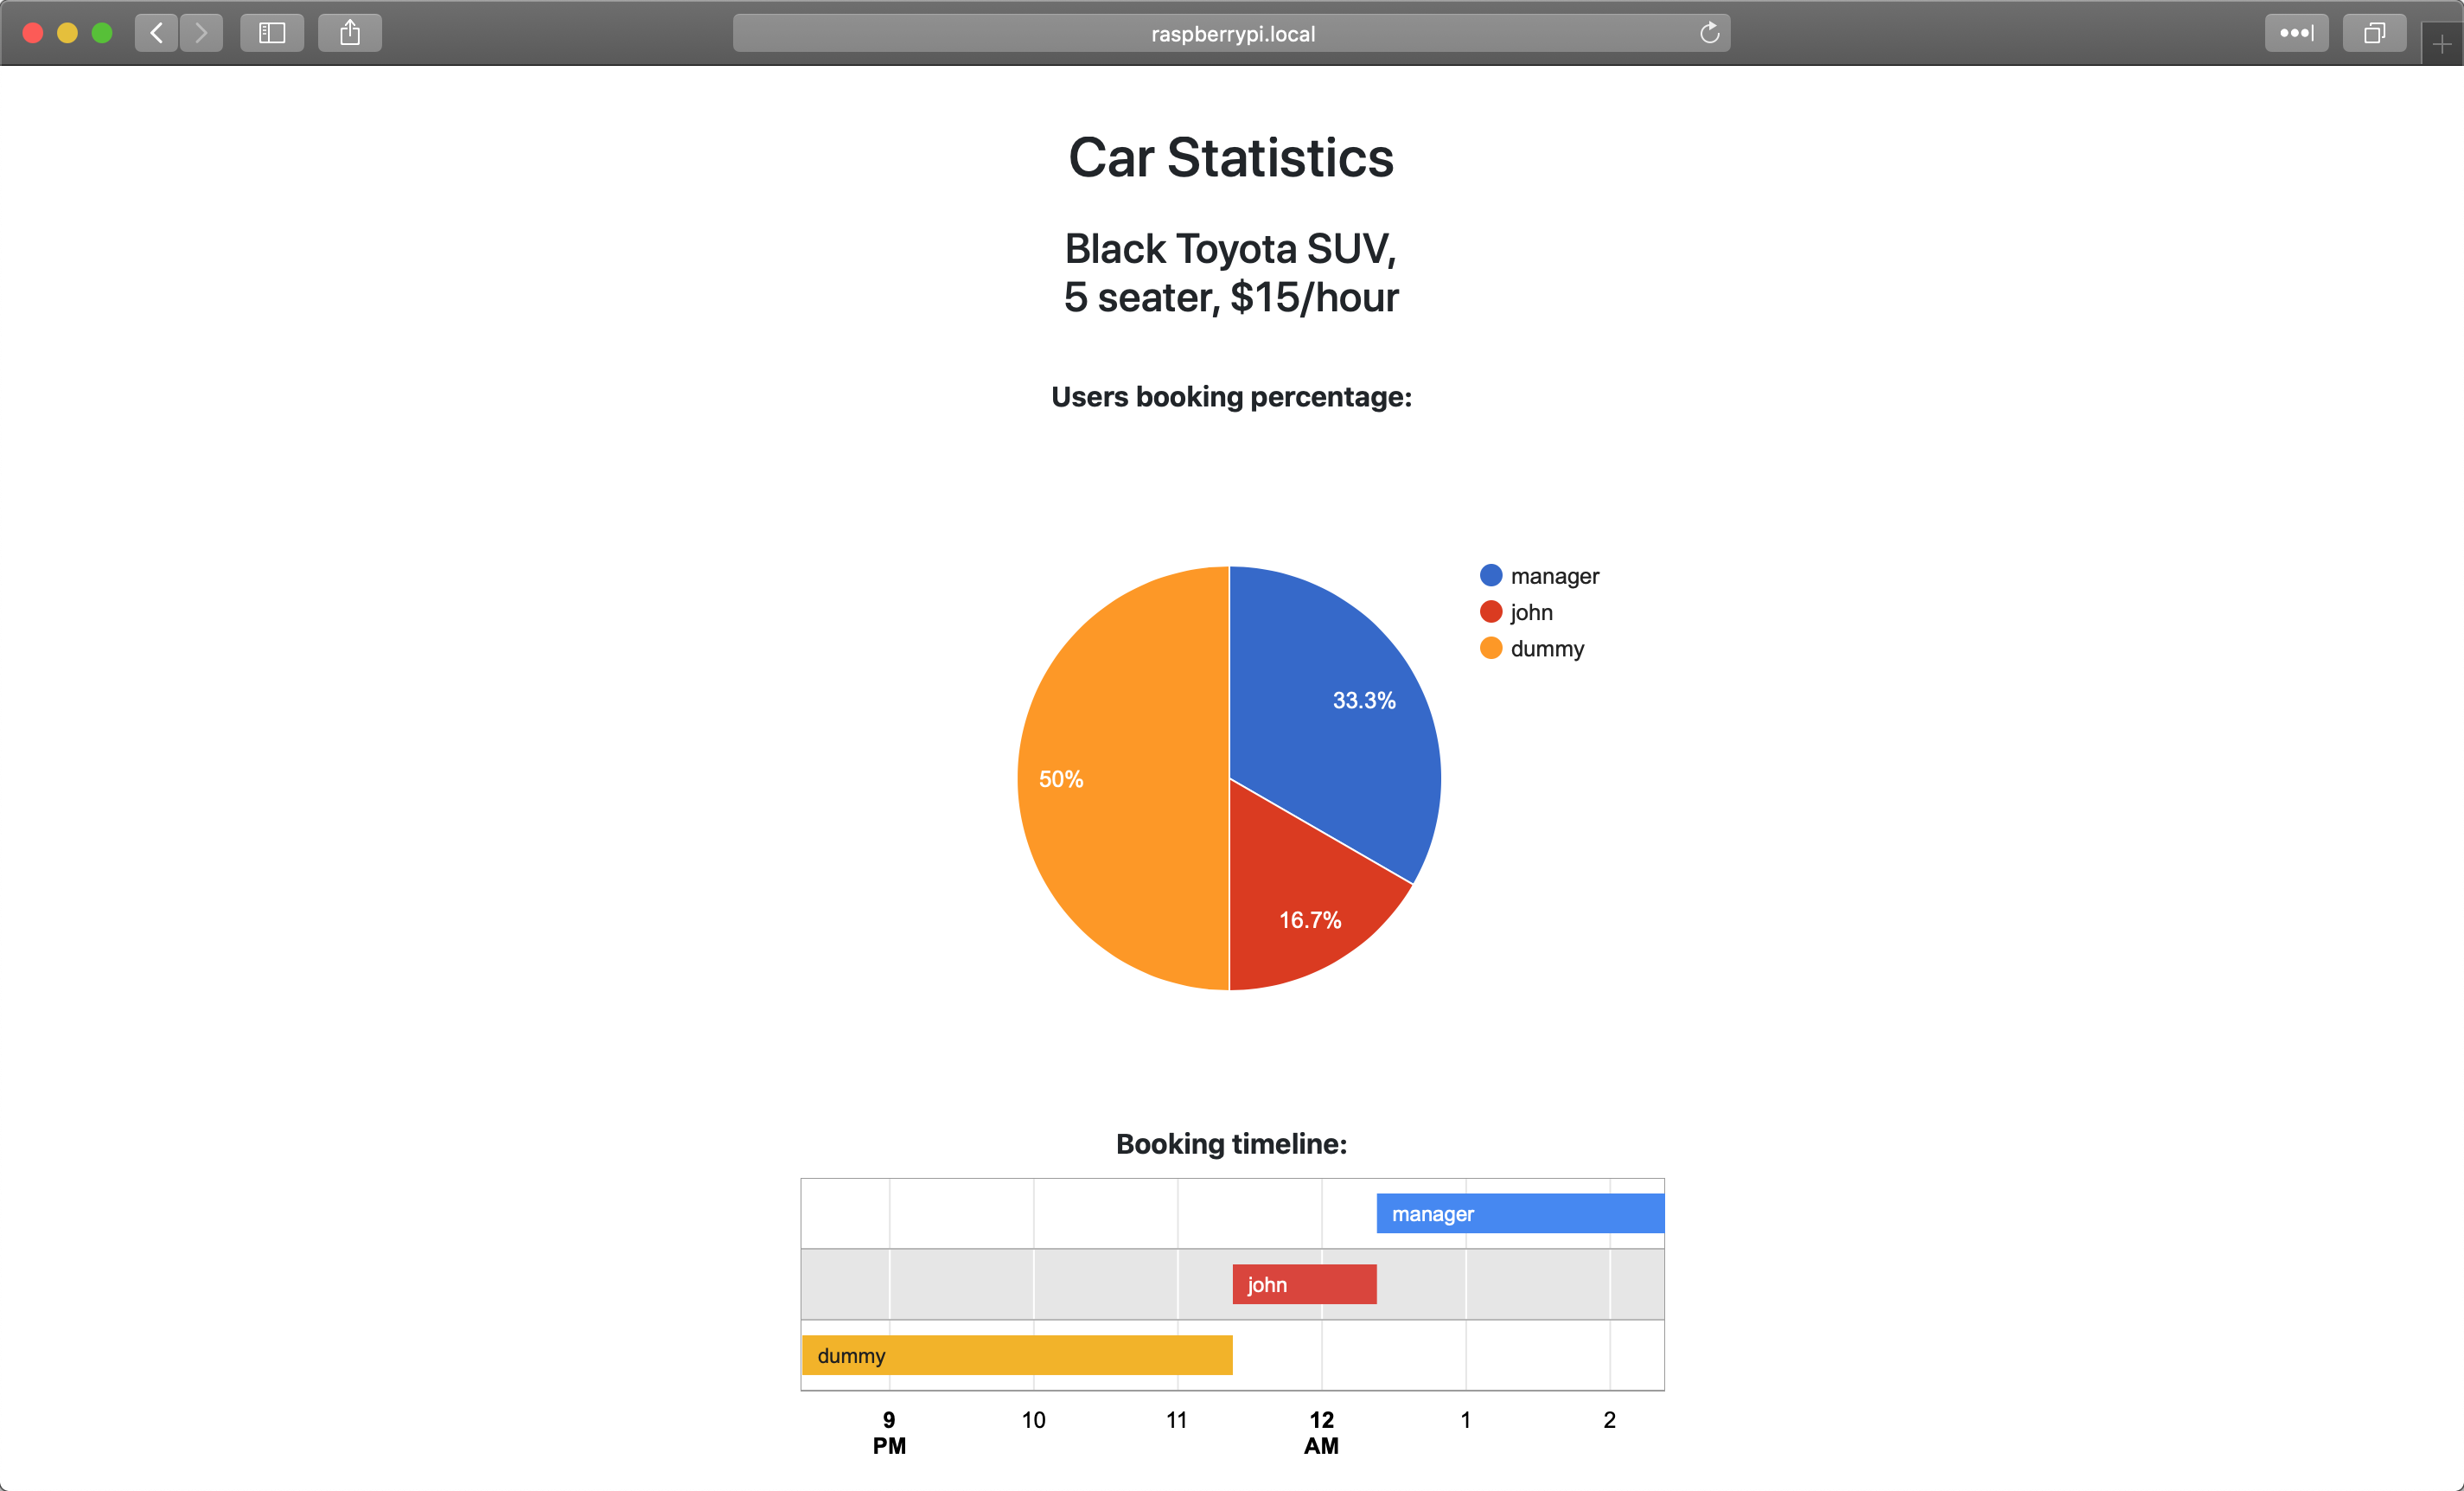 raspberrypi.local
Car Statistics
Black Toyota SUV,
5 seater, $15/hour
Users booking percentage:
manager
john
dummy
33.3%
50%
16.7%
Booking timeline:
manager
john
dummy
9 10 11 12 1 2
PM AM